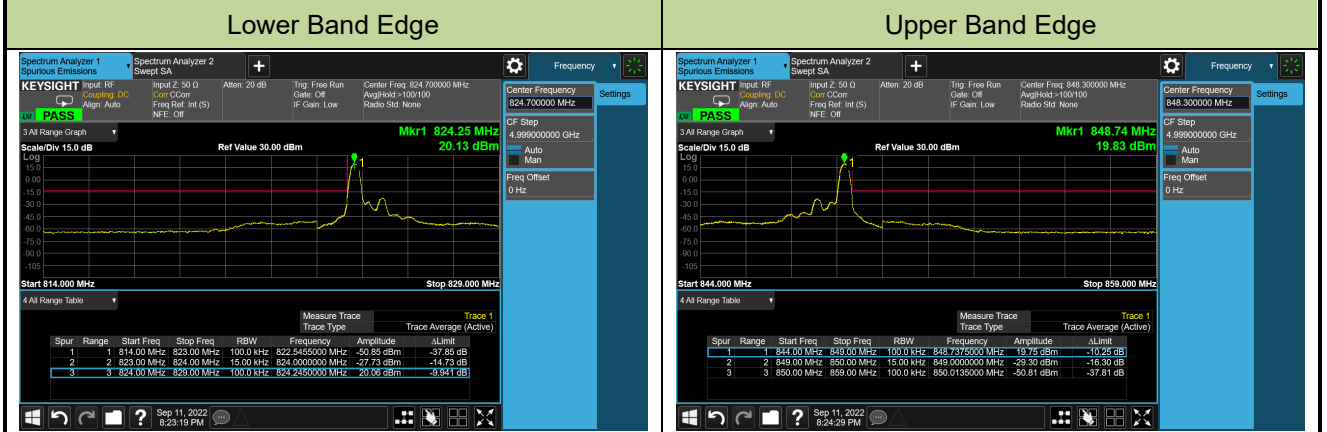 Lower Band Edge
Spectrum Analyzer 1
Spurious Emissions
Spectrum Analyzer 2
Swept SA
Frequency
KEYSIGHT
Input: RF
Coupling: DC
Align: Auto
Input Z: 50 Ω
Corr CCorr
Freq Ref: Int (S)
NFE: Off
Atten: 20 dB
Trig: Free Run
Gate: Off
IF Gain: Low
Center Freq: 824.700000 MHz
Avg|Hold:>100/100
Radio Std: None
LXI
PASS
Center Frequency
824.700000 MHz
Settings
CF Step
4.999000000 GHz
Auto
Man
Freq Offset
0 Hz
3 All Range Graph
Mkr1 824.25 MHz
20.13 dBm
Scale/Div 15.0 dB
Ref Value 30.00 dBm
Log
15.0
0.00
-15.0
-30.0
-45.0
-60.0
-75.0
-90.0
-105
1
Start 814.000 MHz
Stop 829.000 MHz
4 All Range Table
Measure Trace Trace 1
Trace Type Trace Average (Active)
Spur Range Start Freq Stop Freq RBW Frequency Amplitude ΔLimit
1 1 814.00 MHz 823.00 MHz 100.0 kHz 822.5455000 MHz -50.85 dBm -37.85 dB
2 2 823.00 MHz 824.00 MHz 15.00 kHz 824.0000000 MHz -27.73 dBm -14.73 dB
3 3 824.00 MHz 829.00 MHz 100.0 kHz 824.2450000 MHz 20.06 dBm -9.941 dB
?
Sep 11, 2022
8:23:19 PM
Upper Band Edge
Spectrum Analyzer 1
Spurious Emissions
Spectrum Analyzer 2
Swept SA
Frequency
KEYSIGHT
Input: RF
Coupling: DC
Align: Auto
Input Z: 50 Ω
Corr CCorr
Freq Ref: Int (S)
NFE: Off
Atten: 20 dB
Trig: Free Run
Gate: Off
IF Gain: Low
Center Freq: 848.300000 MHz
Avg|Hold:>100/100
Radio Std: None
LXI
PASS
Center Frequency
848.300000 MHz
Settings
CF Step
4.999000000 GHz
Auto
Man
Freq Offset
0 Hz
3 All Range Graph
Mkr1 848.74 MHz
19.83 dBm
Scale/Div 15.0 dB
Ref Value 30.00 dBm
Log
15.0
0.00
-15.0
-30.0
-45.0
-60.0
-75.0
-90.0
-105
1
Start 844.000 MHz
Stop 859.000 MHz
4 All Range Table
Measure Trace Trace 1
Trace Type Trace Average (Active)
Spur Range Start Freq Stop Freq RBW Frequency Amplitude ΔLimit
1 1 844.00 MHz 849.00 MHz 100.0 kHz 848.7375000 MHz 19.75 dBm -10.25 dB
2 2 849.00 MHz 850.00 MHz 15.00 kHz 849.0000000 MHz -29.30 dBm -16.30 dB
3 3 850.00 MHz 859.00 MHz 100.0 kHz 850.0135000 MHz -50.81 dBm -37.81 dB
?
Sep 11, 2022
8:24:29 PM